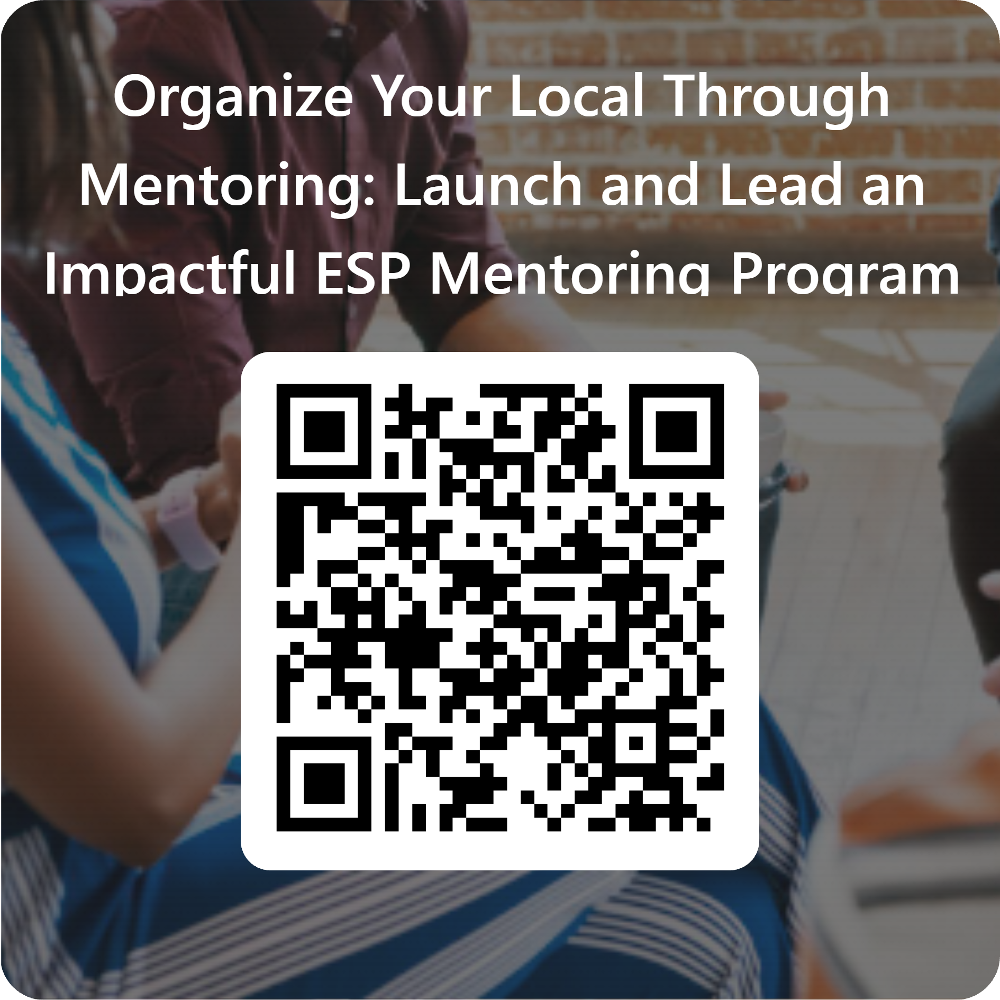 Organize Your Local Through
Mentoring: Launch and Lead an
Impactful ESP Mentoring Program